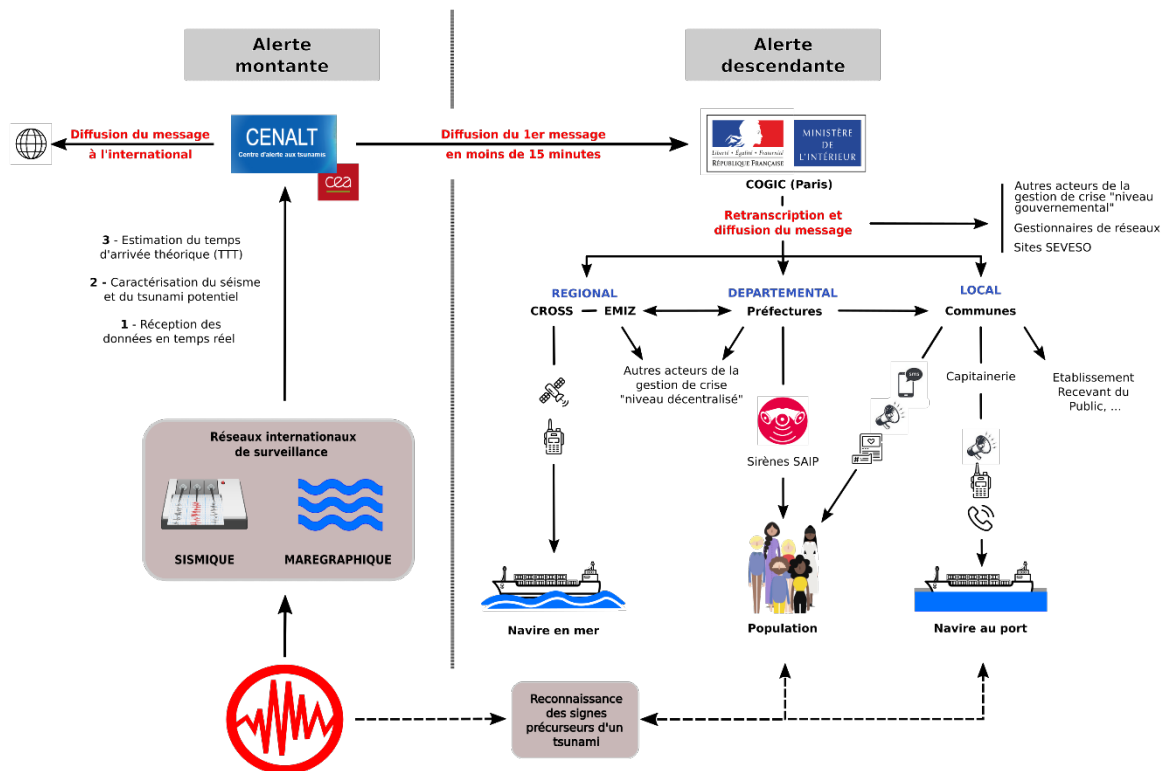 Alerte
montante
Alerte
descendante
Diffusion du message
à l'international
CENALT
Centre d'alerte aux tsunamis
cea
Diffusion du 1er message
en moins de 15 minutes
Liberté • Égalité • Fraternité
RÉPUBLIQUE FRANÇAISE
MINISTÈRE
DE
L'INTÉRIEUR
COGIC (Paris)
Retranscription et
diffusion du message
Autres acteurs de la
gestion de crise "niveau
gouvernemental"
Gestionnaires de réseaux
Sites SEVESO
3 - Estimation du temps
d'arrivée théorique (TTT)
2 - Caractérisation du séisme
et du tsunami potentiel
1 - Réception des
données en temps réel
REGIONAL
CROSS
EMIZ
DEPARTEMENTAL
Préfectures
LOCAL
Communes
Autres acteurs de la
gestion de crise
"niveau décentralisé"
sms
Capitainerie
Etablissement
Recevant du
Public, ...
Sirènes SAIP
Réseaux internationaux
de surveillance
SISMIQUE
MAREGRAPHIQUE
Navire en mer
Population
Navire au port
Reconnaissance
des signes
précurseurs d'un
tsunami